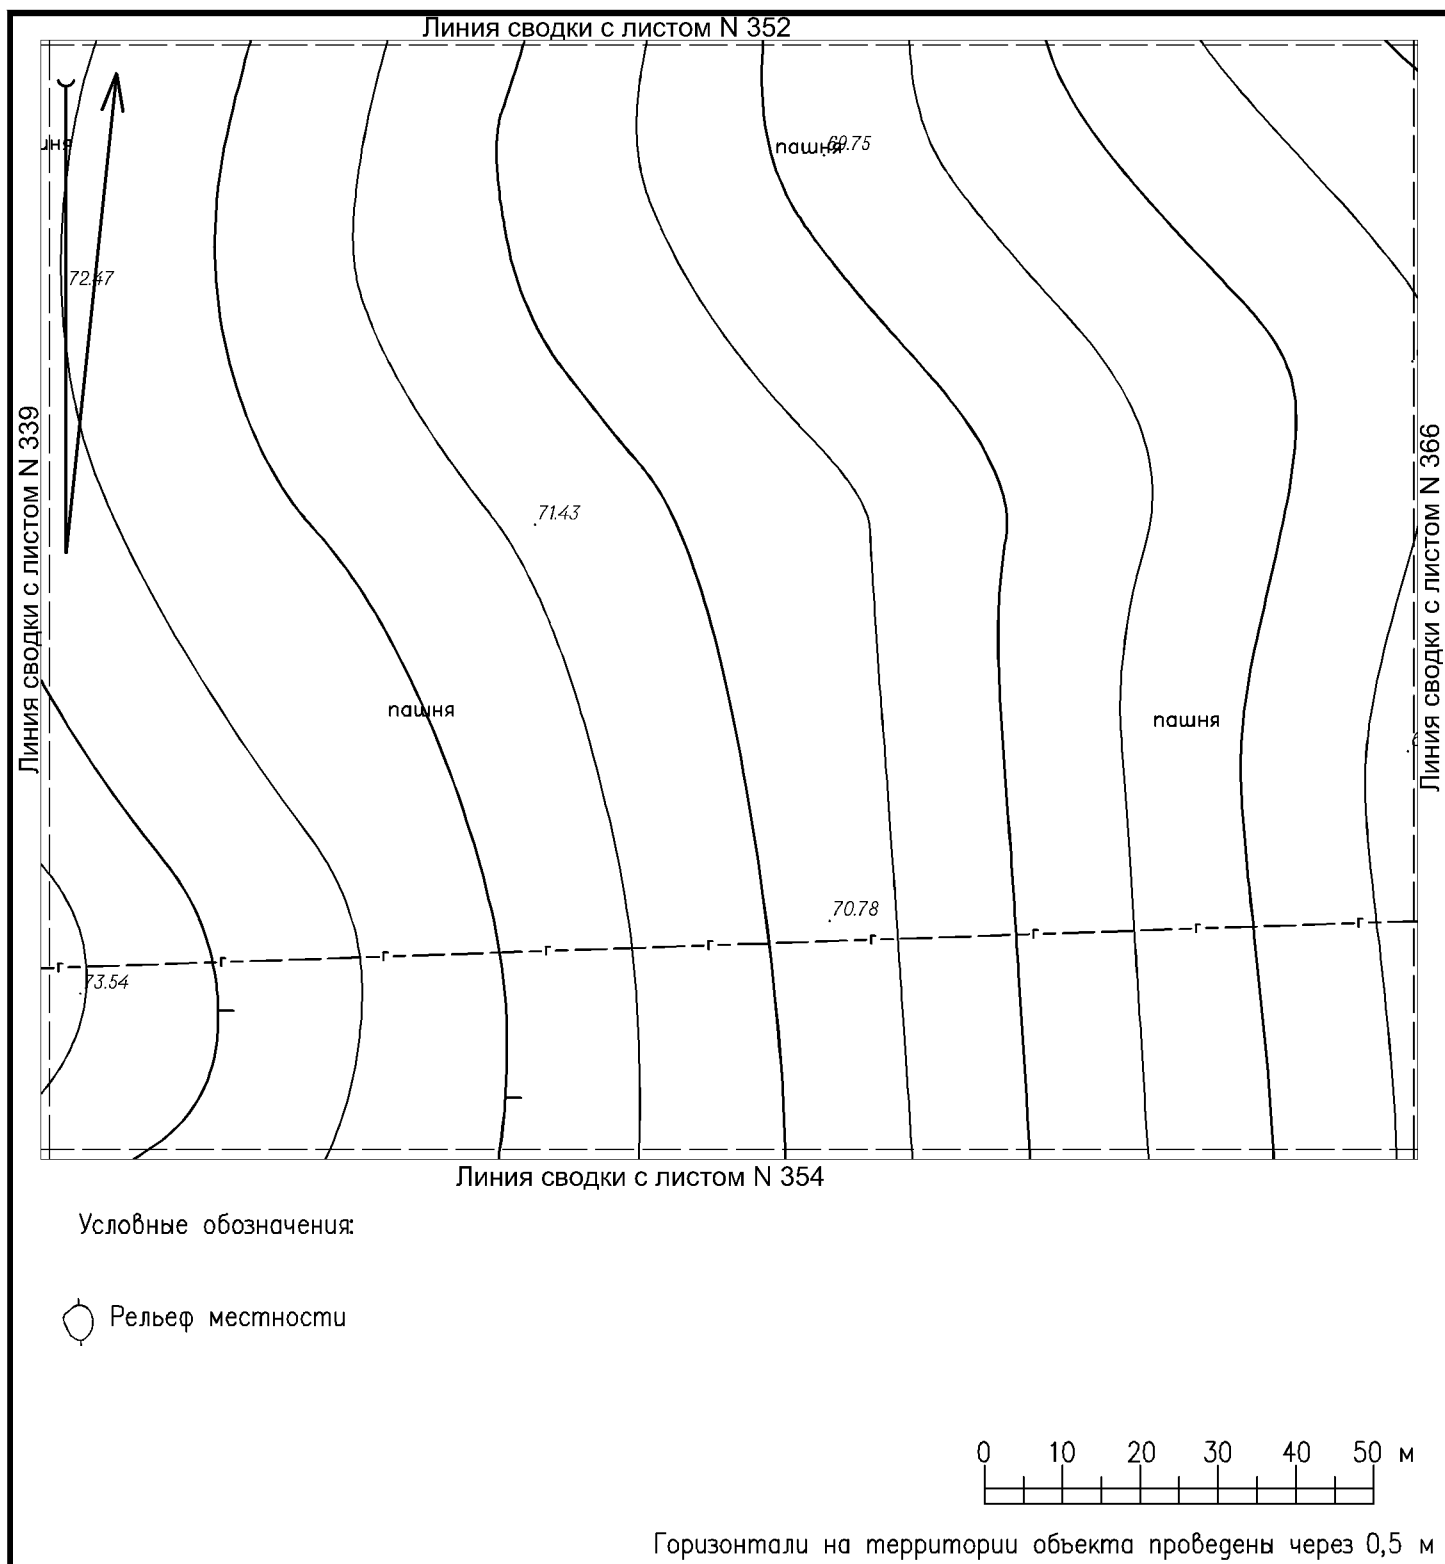 Линия сводки с листом N 352
пашня
69.75
72.47
Линия сводки с листом N 339
71.43
Линия сводки с листом N 366
пашня
пашня
70.78
г г г г г г г г г
73.54
Линия сводки с листом N 354
Условные обозначения:
Рельеф местности
0 10 20 30 40 50 м
Горизонтали на территории объекта проведены через 0,5 м